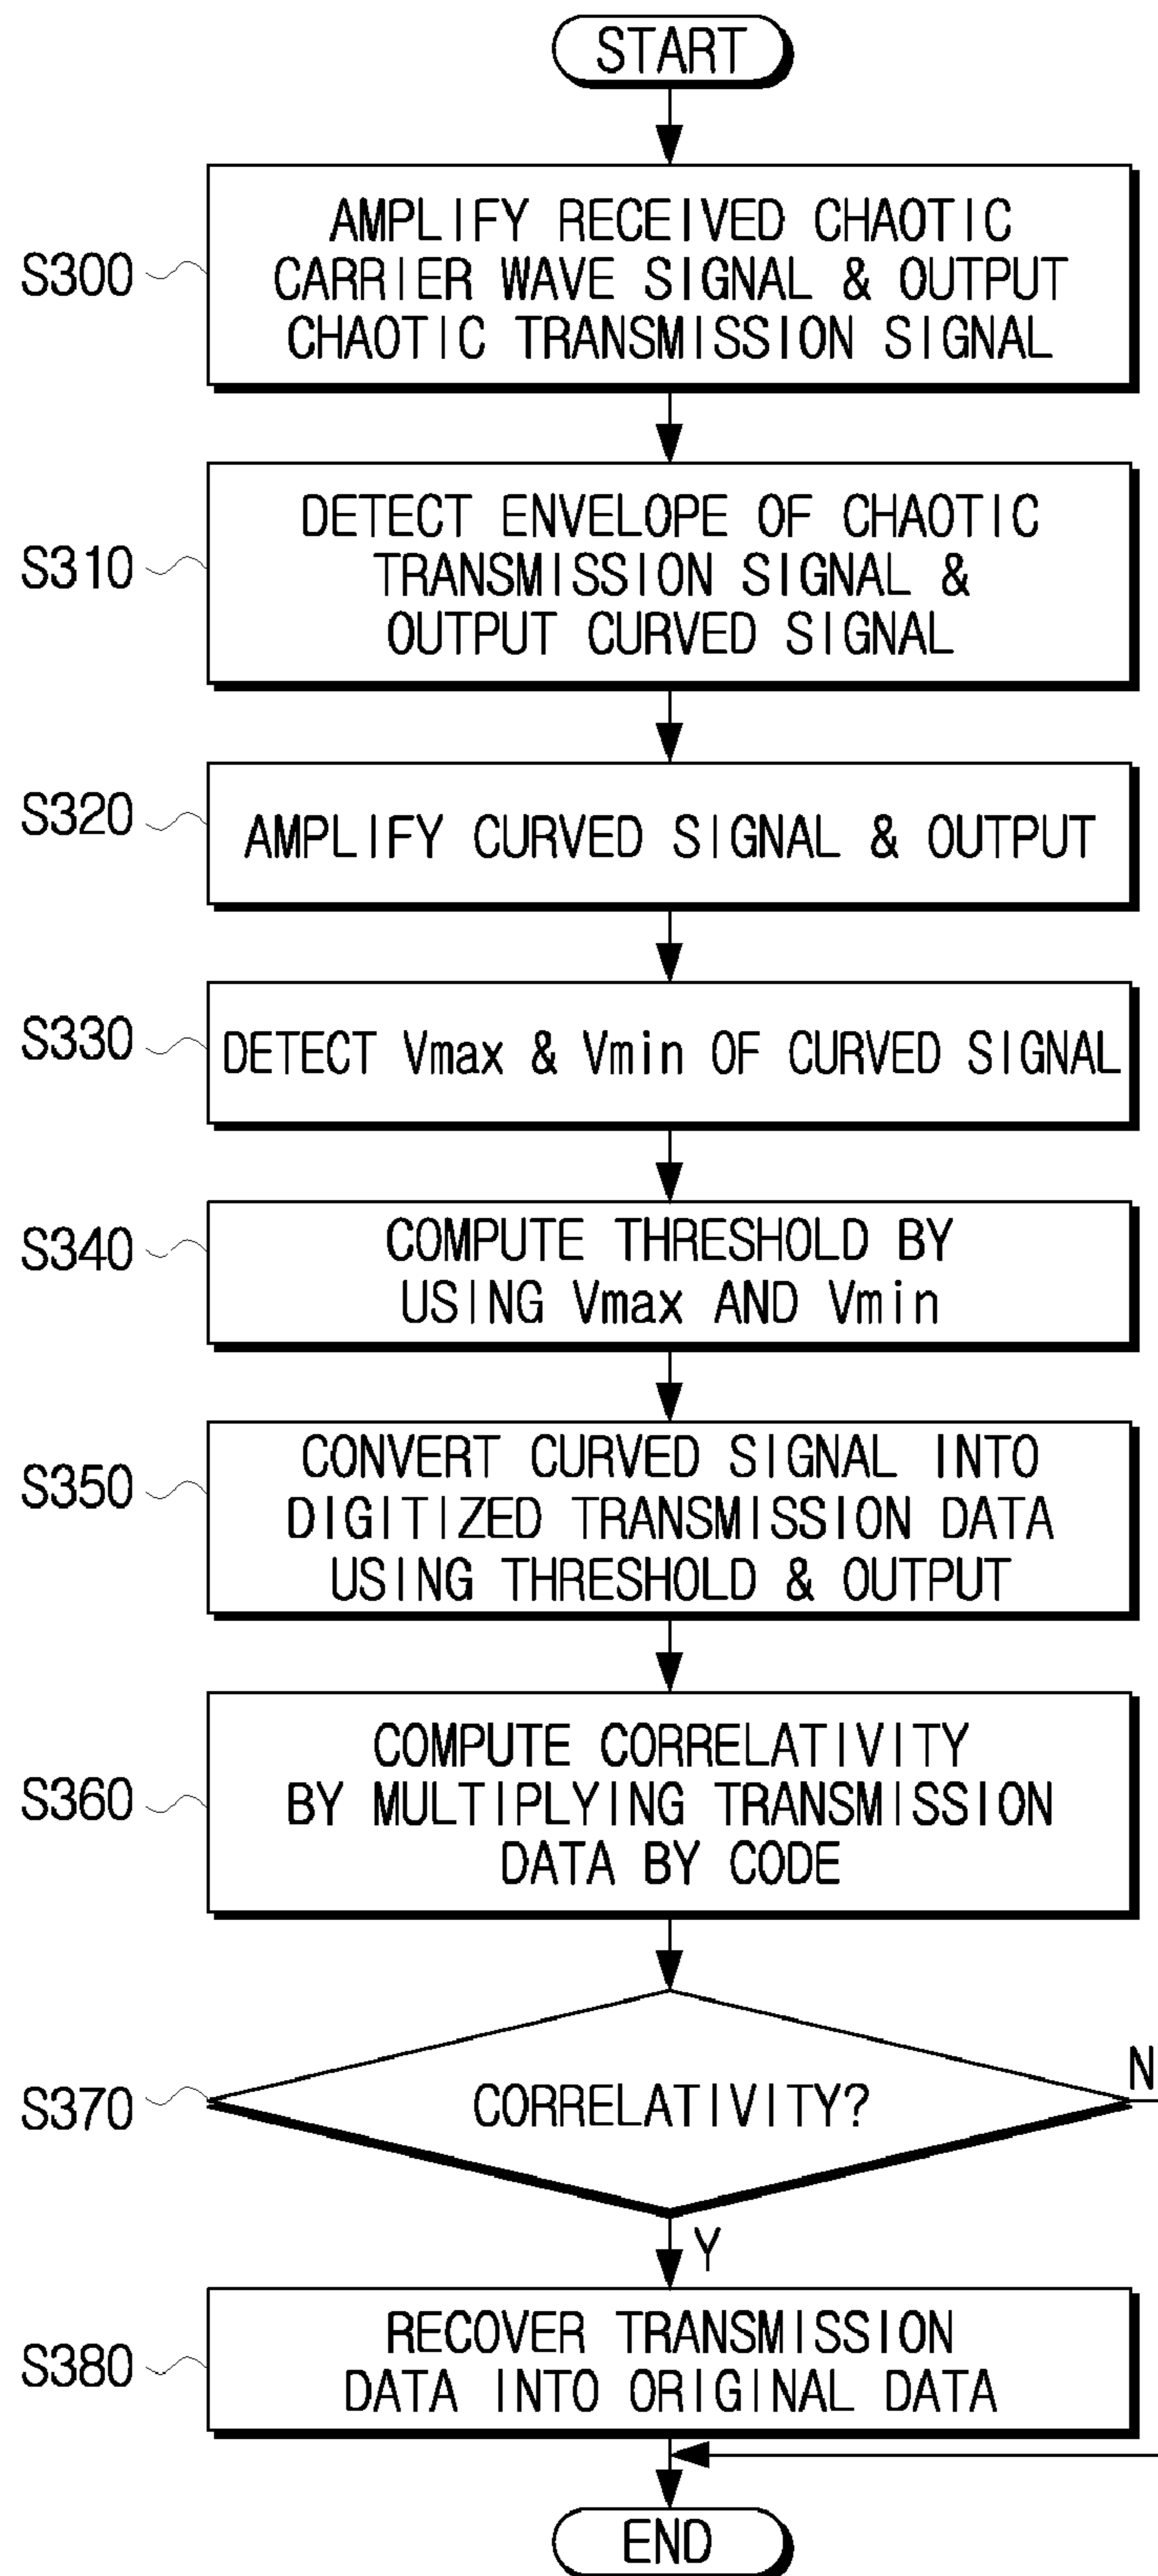 START
S300
AMPLIFY RECEIVED CHAOTIC
CARRIER WAVE SIGNAL & OUTPUT
CHAOTIC TRANSMISSION SIGNAL
S310
DETECT ENVELOPE OF CHAOTIC
TRANSMISSION SIGNAL &
OUTPUT CURVED SIGNAL
S320
AMPLIFY CURVED SIGNAL & OUTPUT
S330
DETECT Vmax & Vmin OF CURVED SIGNAL
S340
COMPUTE THRESHOLD BY
USING Vmax AND Vmin
S350
CONVERT CURVED SIGNAL INTO
DIGITIZED TRANSMISSION DATA
USING THRESHOLD & OUTPUT
S360
COMPUTE CORRELATIVITY
BY MULTIPLYING TRANSMISSION
DATA BY CODE
S370
CORRELATIVITY?
N
Y
S380
RECOVER TRANSMISSION
DATA INTO ORIGINAL DATA
END